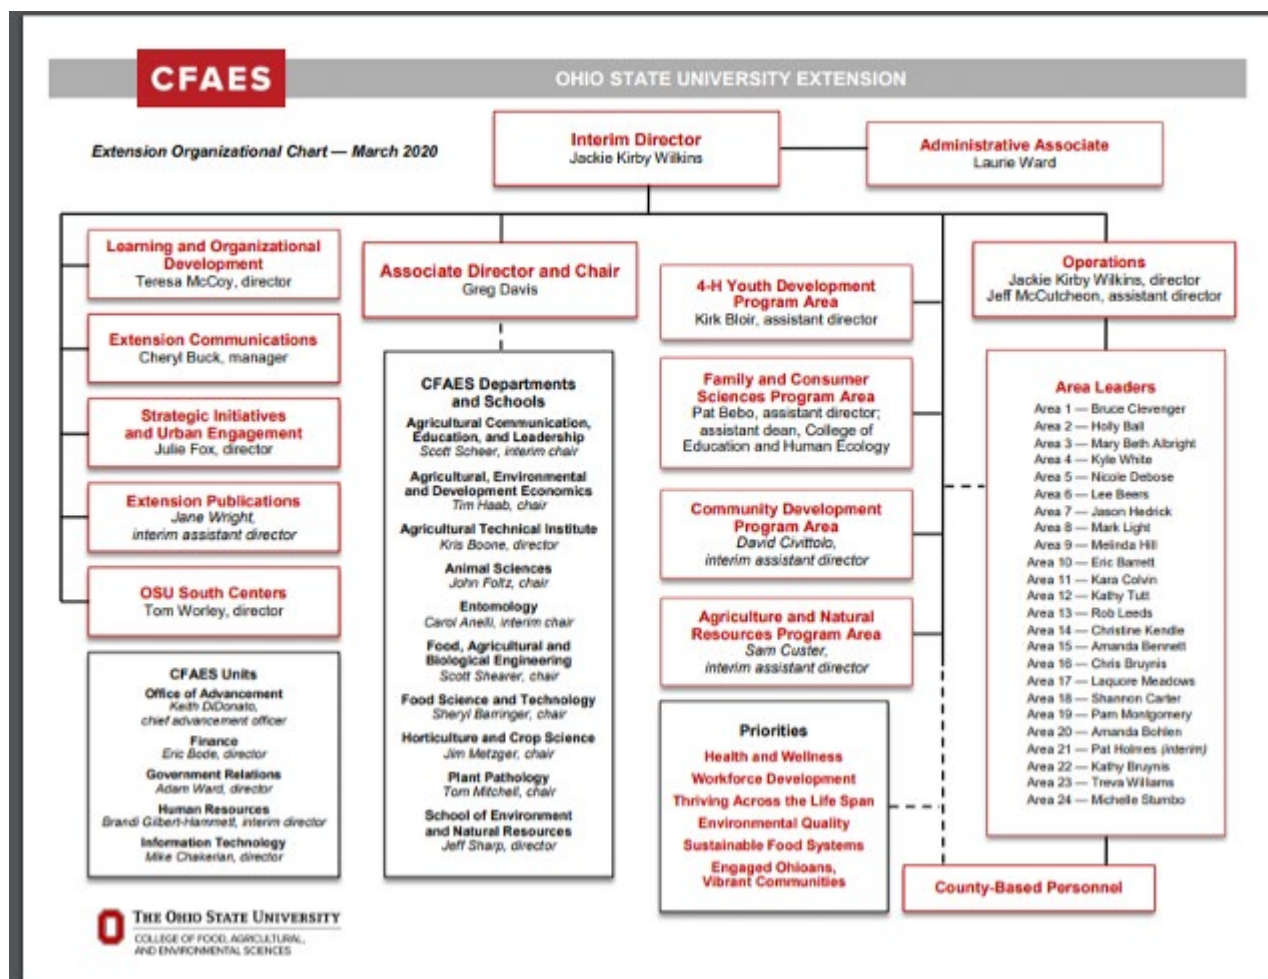 CFAES
OHIO STATE UNIVERSITY EXTENSION
Extension Organizational Chart — March 2020
Interim Director
Jackie Kirby Wilkins
Administrative Associate
Laurie Ward
Learning and Organizational
Development
Teresa McCoy, director
Extension Communications
Cheryl Buck, manager
Strategic Initiatives
and Urban Engagement
Julie Fox, director
Extension Publications
Jane Wright,
interim assistant director
OSU South Centers
Tom Worley, director
CFAES Units
Office of Advancement
Keith DiDonato,
chief advancement officer
Finance
Eric Bode, director
Government Relations
Adam Ward, director
Human Resources
Brandi Gilbert-Hammett, interim director
Information Technology
Mike Chakerian, director
Associate Director and Chair
Greg Davis
CFAES Departments
and Schools
Agricultural Communication,
Education, and Leadership
Scott Scheer, interim chair
Agricultural, Environmental
and Development Economics
Tim Haab, chair
Agricultural Technical Institute
Kris Boone, director
Animal Sciences
John Foltz, chair
Entomology
Carol Anelli, interim chair
Food, Agricultural and
Biological Engineering
Scott Shearer, chair
Food Science and Technology
Sheryl Barringer, chair
Horticulture and Crop Science
Jim Metzger, chair
Plant Pathology
Tom Mitchell, chair
School of Environment
and Natural Resources
Jeff Sharp, director
4-H Youth Development
Program Area
Kirk Bloir, assistant director
Family and Consumer
Sciences Program Area
Pat Bebo, assistant director;
assistant dean, College of
Education and Human Ecology
Community Development
Program Area
David Civittolo,
interim assistant director
Agriculture and Natural
Resources Program Area
Sam Custer,
interim assistant director
Priorities
Health and Wellness
Workforce Development
Thriving Across the Life Span
Environmental Quality
Sustainable Food Systems
Engaged Ohioans,
Vibrant Communities
Operations
Jackie Kirby Wilkins, director
Jeff McCutcheon, assistant director
Area Leaders
Area 1 — Bruce Clevenger
Area 2 — Holly Ball
Area 3 — Mary Beth Albright
Area 4 — Kyle White
Area 5 — Nicole Debose
Area 6 — Lee Beers
Area 7 — Jason Hedrick
Area 8 — Mark Light
Area 9 — Melinda Hill
Area 10 — Eric Barrett
Area 11 — Kara Colvin
Area 12 — Kathy Tutt
Area 13 — Rob Leeds
Area 14 — Christine Kendle
Area 15 — Amanda Bennett
Area 16 — Chris Bruynis
Area 17 — Laquore Meadows
Area 18 — Shannon Carter
Area 19 — Pam Montgomery
Area 20 — Amanda Bohlen
Area 21 — Pat Holmes (interim)
Area 22 — Kathy Bruynis
Area 23 — Treva Williams
Area 24 — Michelle Stumbo
County-Based Personnel
THE OHIO STATE UNIVERSITY
COLLEGE OF FOOD, AGRICULTURAL,
AND ENVIRONMENTAL SCIENCES